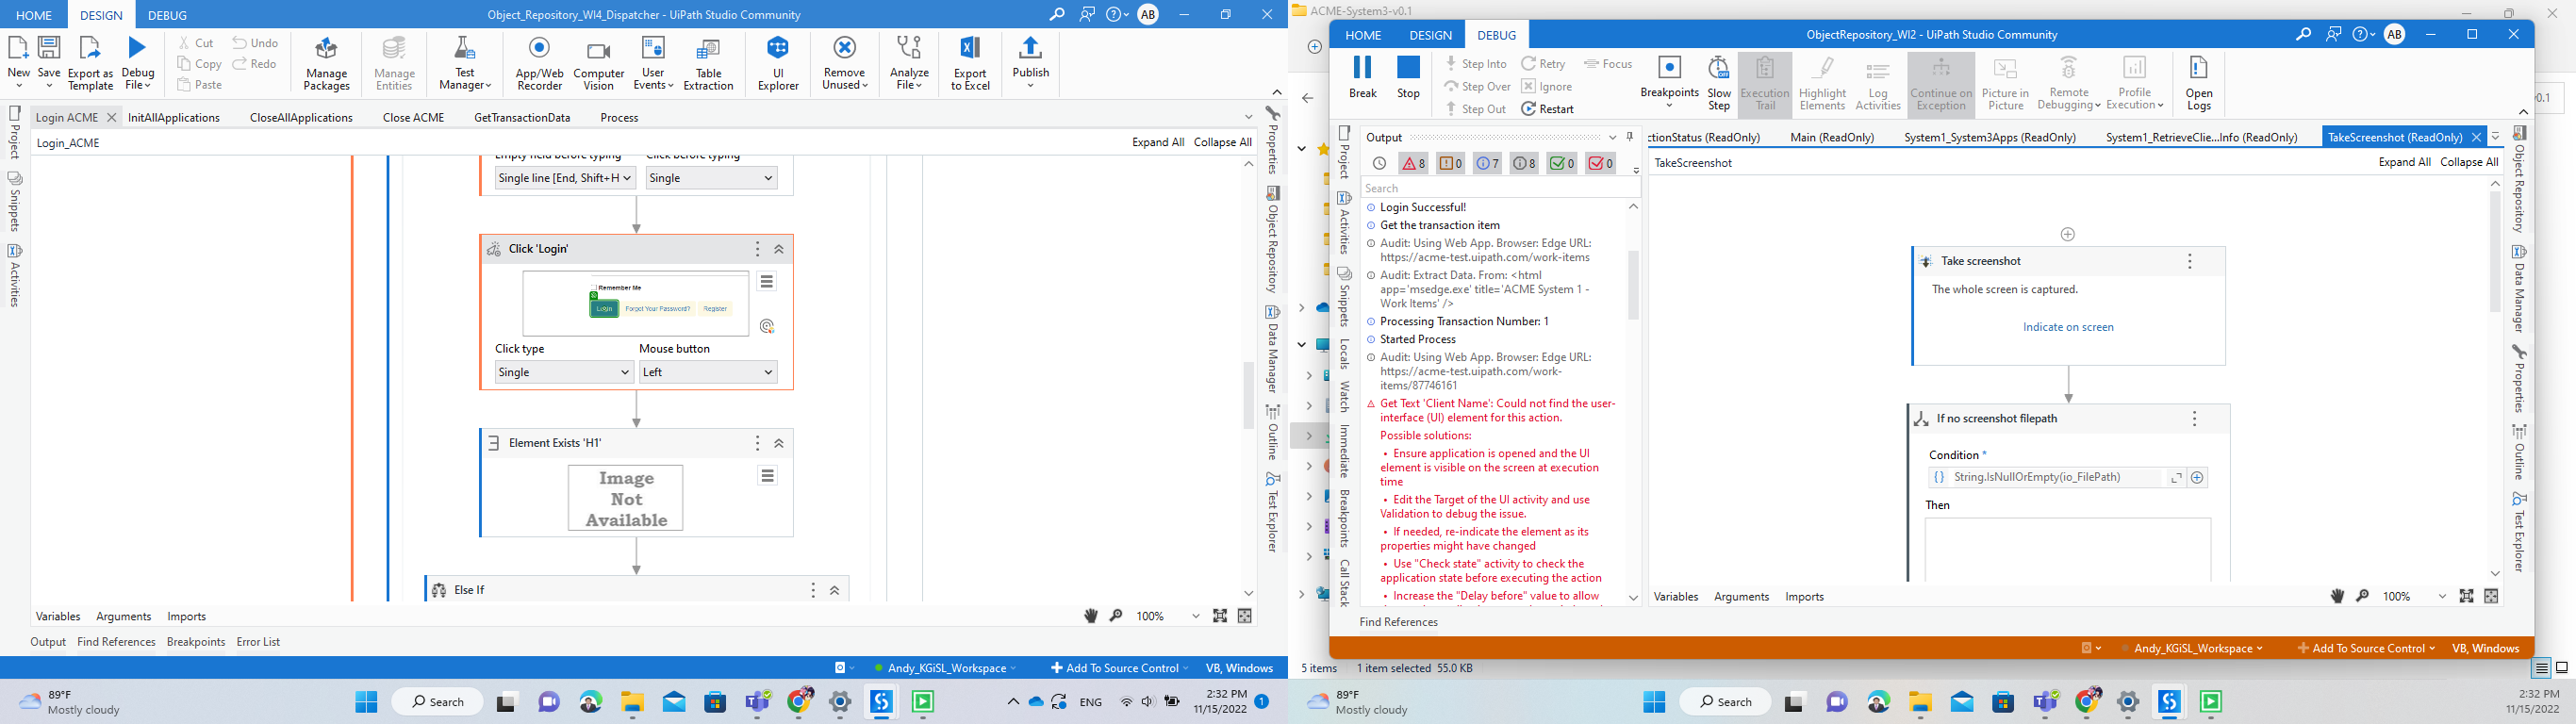 HOME DESIGN DEBUG
Object_Repository_WI4_Dispatcher - UiPath Studio Community
AB
New Save Export as Template Debug File
Cut
Copy
Paste
Undo
Redo
Manage Packages
Manage Entities
Test Manager
App/Web Recorder
Computer Vision
User Events
Table Extraction
UI Explorer
Remove Unused
Analyze File
Export to Excel
Publish
Login ACME InitAllApplications CloseAllApplications Close ACME GetTransactionData Process
Login_ACME
Expand All Collapse All
Project
Snippets
Activities
Empty field before typing Click before typing
Single line [End, Shift+H Single
Click 'Login'
Remember Me
Login Forgot Your Password? Register
Click type Mouse button
Single Left
Element Exists 'H1'
Image
Not
Available
Else If
Properties
Object Repository
Data Manager
Outline
Test Explorer
Variables Arguments Imports
100%
Output Find References Breakpoints Error List
Andy_KGiSL_Workspace Add To Source Control VB, Windows
89°F
Mostly cloudy
Search
ENG
2:32 PM
11/15/2022
1
ACME-System3-v0.1
HOME DESIGN DEBUG
ObjectRepository_WI2 - UiPath Studio Community
AB
Break Stop
Step Into
Step Over
Step Out
Retry
Ignore
Restart
Focus
Breakpoints
Slow Step
OFF
Execution Trail
Highlight Elements
Log Activities
Continue on Exception
Picture in Picture
Remote Debugging
Profile Execution
Open Logs
v0.1
Project
Activities
Snippets
Locals
Watch
Immediate
Breakpoints
Call Stack
Output
8 0 7 8 0 0
Search
Login Successful!
Get the transaction item
Audit: Using Web App. Browser: Edge URL:
https://acme-test.uipath.com/work-items
Audit: Extract Data. From: <html
app='msedge.exe' title='ACME System 1 -
Work Items' />
Processing Transaction Number: 1
Started Process
Audit: Using Web App. Browser: Edge URL:
https://acme-test.uipath.com/work-
items/87746161
Get Text 'Client Name': Could not find the user-
interface (UI) element for this action.
Possible solutions:
• Ensure application is opened and the UI
element is visible on the screen at execution
time
• Edit the Target of the UI activity and use
Validation to debug the issue.
• If needed, re-indicate the element as its
properties might have changed
• Use "Check state" activity to check the
application state before executing the action
• Increase the "Delay before" value to allow
Find References
ctionStatus (ReadOnly) Main (ReadOnly) System1_System3Apps (ReadOnly) System1_RetrieveClie...Info (ReadOnly) TakeScreenshot (ReadOnly)
TakeScreenshot
Expand All Collapse All
Take screenshot
The whole screen is captured.
Indicate on screen
If no screenshot filepath
Condition *
String.IsNullOrEmpty(io_FilePath)
Then
Object Repository
Data Manager
Properties
Outline
Test Explorer
Variables Arguments Imports
100%
Andy_KGiSL_Workspace Add To Source Control VB, Windows
5 items 1 item selected 55.0 KB
89°F
Mostly cloudy
Search
2:32 PM
11/15/2022